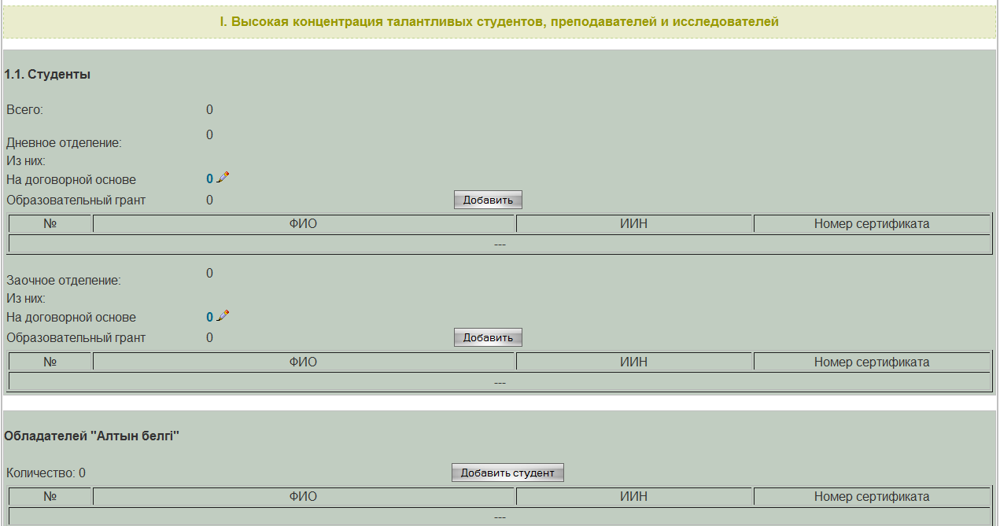 I. Высокая концентрация талантливых студентов, преподавателей и исследователей
1.1. Студенты
Всего: 0
Дневное отделение: 0
Из них:
На договорной основе 0
Образовательный грант 0 Добавить
№ ФИО ИИН Номер сертификата
---
Заочное отделение: 0
Из них:
На договорной основе 0
Образовательный грант 0 Добавить
№ ФИО ИИН Номер сертификата
---
Обладателей "Алтын белгі"
Количество: 0 Добавить студент
№ ФИО ИИН Номер сертификата
---